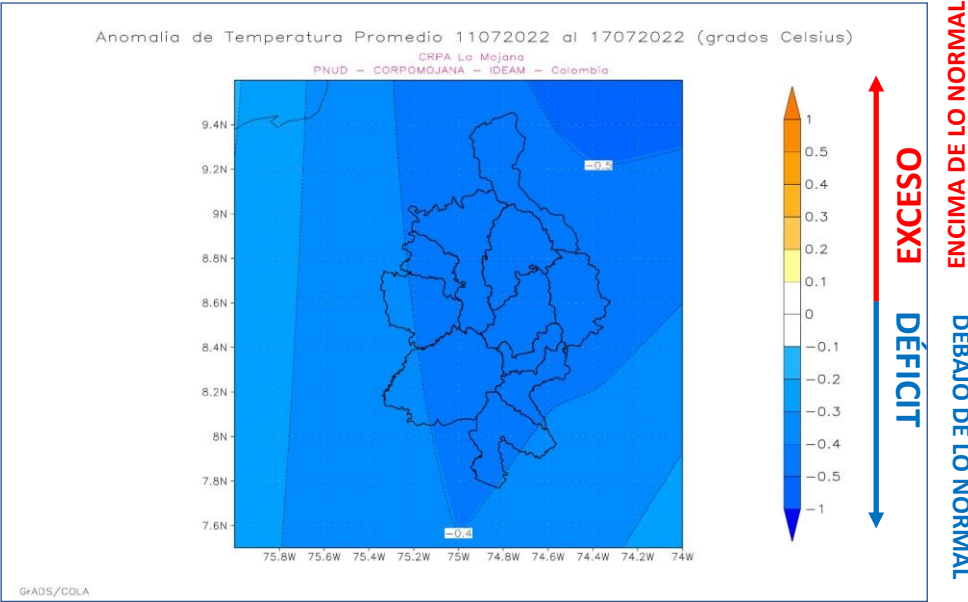 Anomalia de Temperatura Promedio 11072022 al 17072022 (grados Celsius)
CRPA La Mojana
PNUD – CORPOMOJANA – IDEAM – Colombia
9.4N
9.2N
9N
8.8N
8.6N
8.4N
8.2N
8N
7.8N
7.6N
75.8W 75.6W 75.4W 75.2W 75W 74.8W 74.6W 74.4W 74.2W 74W
−0.5
−0.4
1
0.5
0.4
0.3
0.2
0.1
0
−0.1
−0.2
−0.3
−0.4
−0.5
−1
EXCESO
DÉFICIT
ENCIMA DE LO NORMAL
DEBAJO DE LO NORMAL
GrADS/COLA